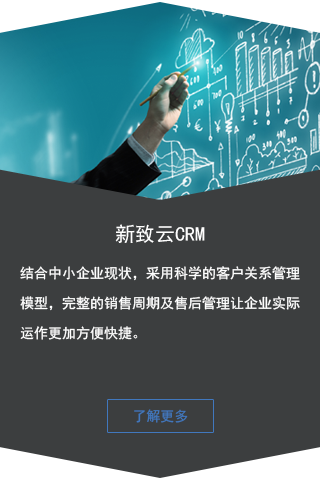 新致云CRM
结合中小企业现状，采用科学的客户关系管理
模型，完整的销售周期及售后管理让企业实际
运作更加方便快捷。
了解更多